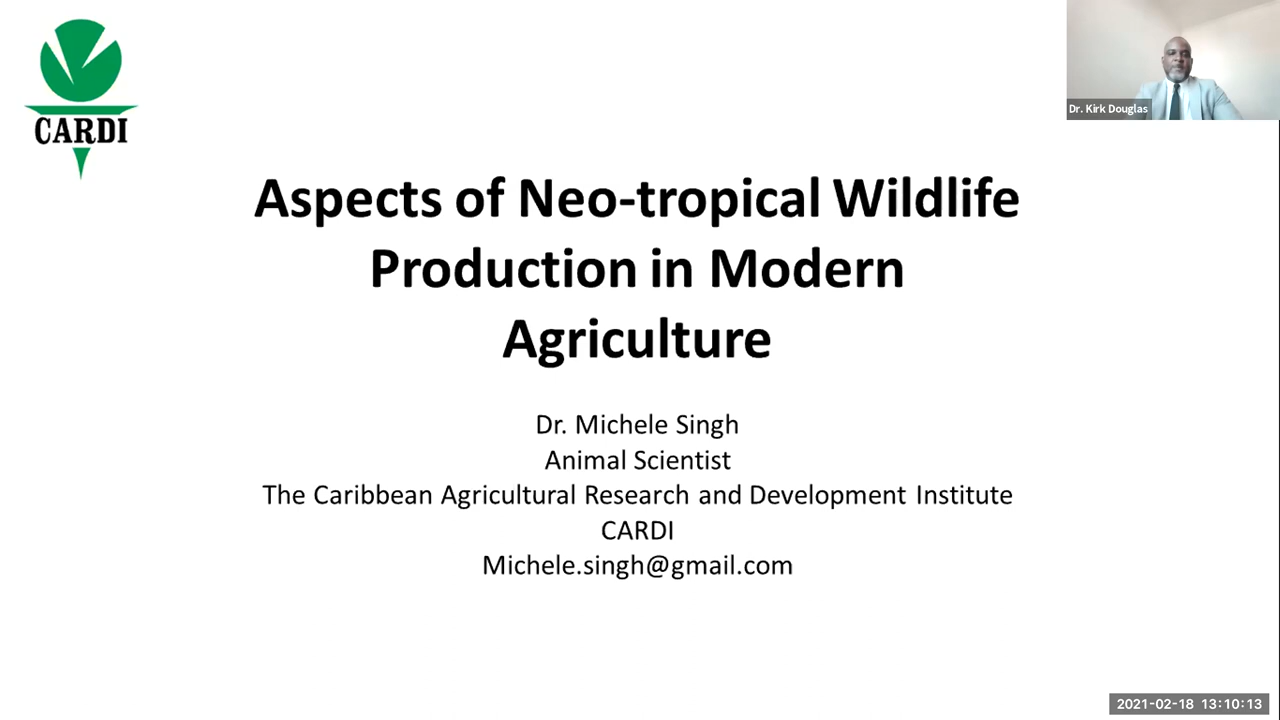 CARDI
Dr. Kirk Douglas
Aspects of Neo-tropical Wildlife
Production in Modern
Agriculture
Dr. Michele Singh
Animal Scientist
The Caribbean Agricultural Research and Development Institute
CARDI
Michele.singh@gmail.com
2021-02-18 13:10:13